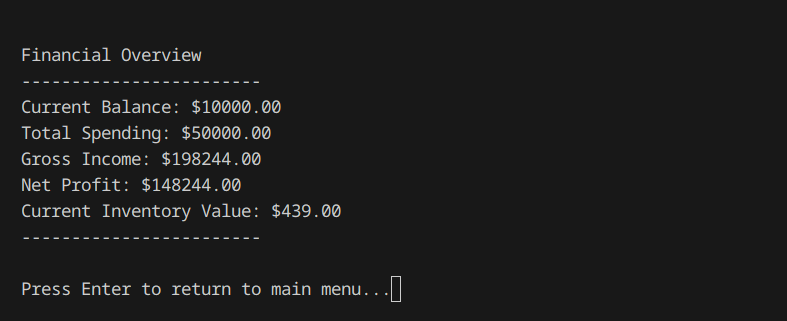 Financial Overview
------------------------
Current Balance: $10000.00
Total Spending: $50000.00
Gross Income: $198244.00
Net Profit: $148244.00
Current Inventory Value: $439.00
------------------------
Press Enter to return to main menu...